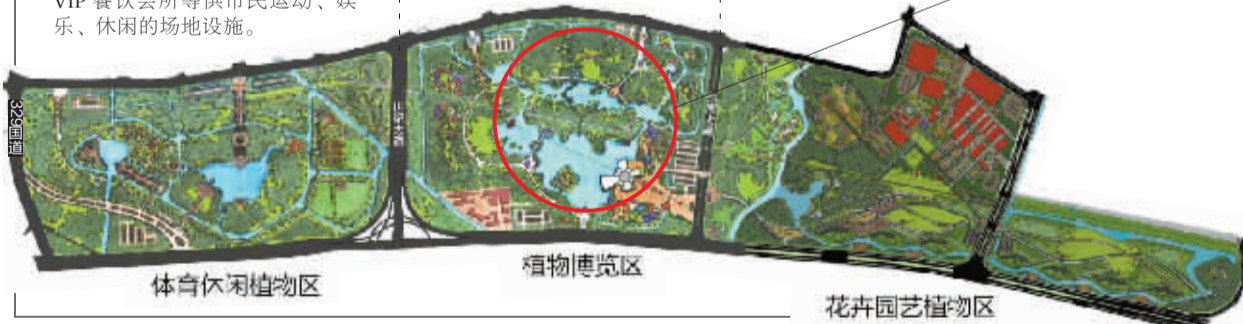 VIP 餐饮会所等供市民运动、娱
乐、休闲的场地设施。
329国道
体育休闲植物区
植物博览区
花卉园艺植物区